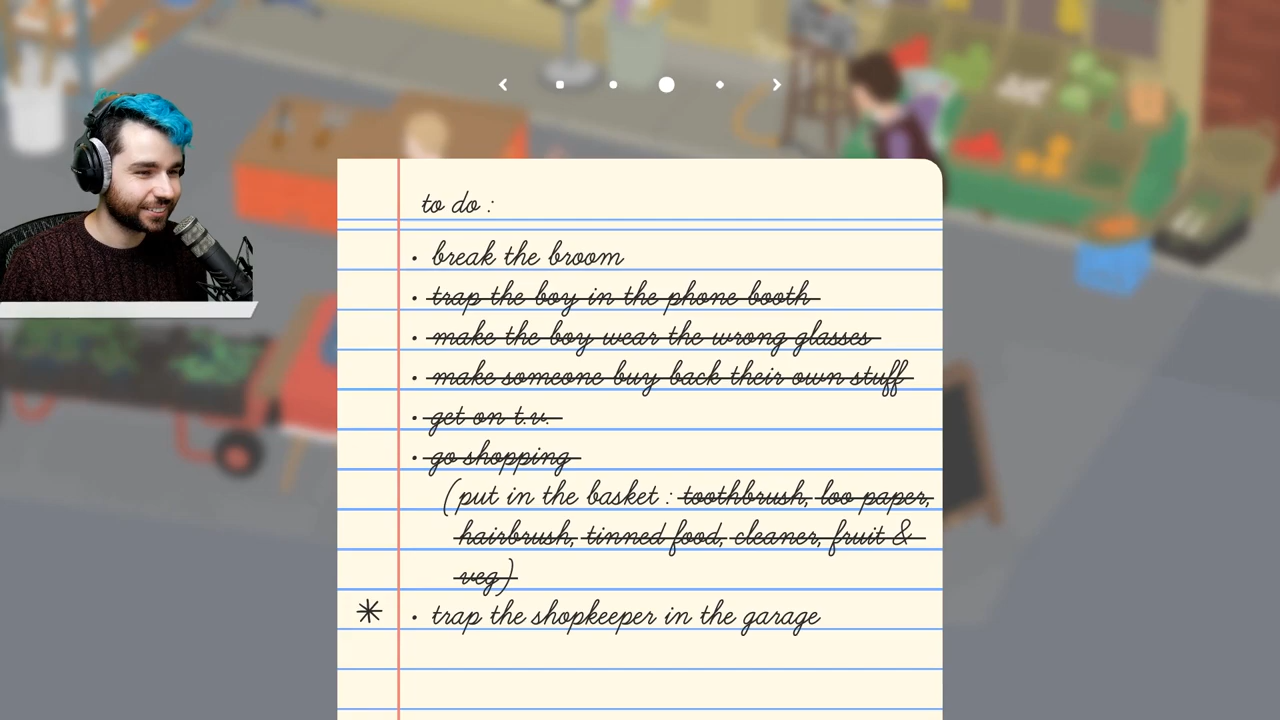 to do :
• break the broom
• trap the boy in the phone booth
• make the boy wear the wrong glasses
• make someone buy back their own stuff
• get on t.v.
• go shopping
(put in the basket : toothbrush, loo paper,
hairbrush, tinned food, cleaner, fruit &
veg)
* • trap the shopkeeper in the garage